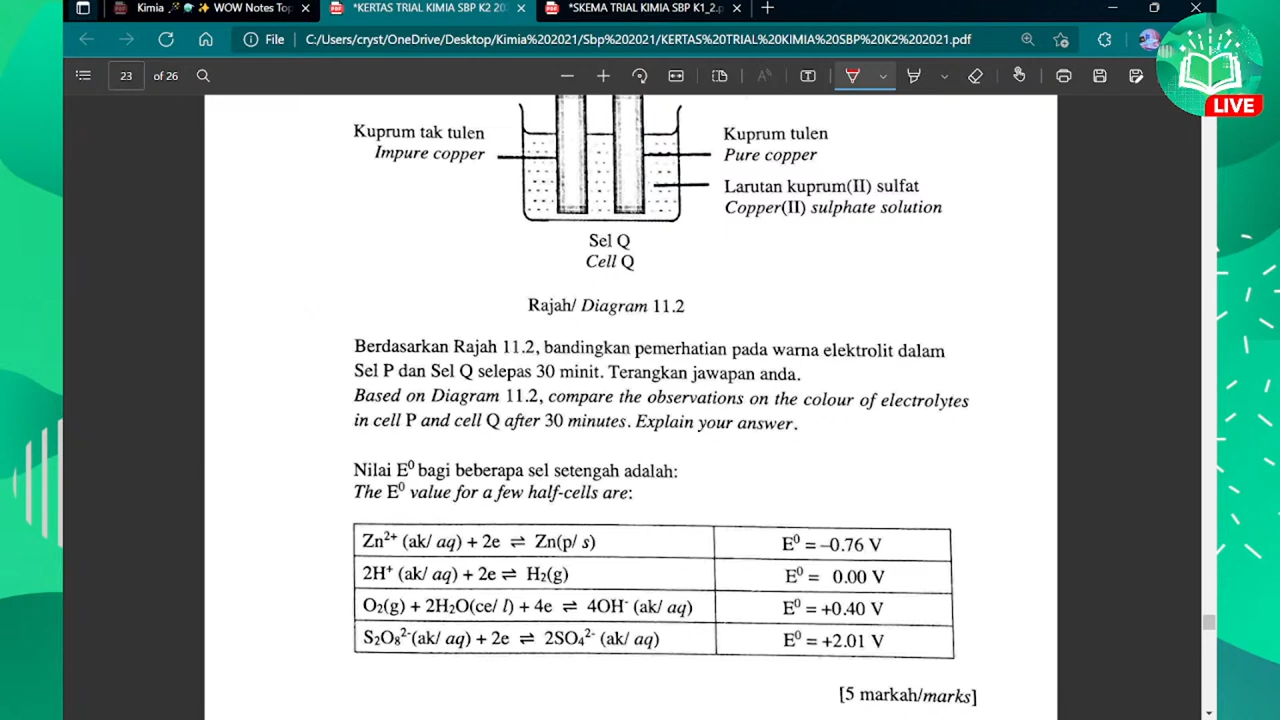 Kimia 🪄 ✨ WOW Notes Top
*KERTAS TRIAL KIMIA SBP K2 20
*SKEMA TRIAL KIMIA SBP K1_2.p
File
C:/Users/cryst/OneDrive/Desktop/Kimia%202021/Sbp%202021/KERTAS%20TRIAL%20KIMIA%20SBP%20K2%202021.pdf
23 of 26
LIVE
Kuprum tak tulen
Impure copper
Kuprum tulen
Pure copper
Larutan kuprum(II) sulfat
Copper(II) sulphate solution
Sel Q
Cell Q
Rajah/ Diagram 11.2
Berdasarkan Rajah 11.2, bandingkan pemerhatian pada warna elektrolit dalam
Sel P dan Sel Q selepas 30 minit. Terangkan jawapan anda.
Based on Diagram 11.2, compare the observations on the colour of electrolytes
in cell P and cell Q after 30 minutes. Explain your answer.
Nilai E⁰ bagi beberapa sel setengah adalah:
The E⁰ value for a few half-cells are:
Zn²⁺ (ak/ aq) + 2e ⇌ Zn(p/ s) E⁰ = –0.76 V
2H⁺ (ak/ aq) + 2e ⇌ H₂(g) E⁰ = 0.00 V
O₂(g) + 2H₂O(ce/ l) + 4e ⇌ 4OH⁻ (ak/ aq) E⁰ = +0.40 V
S₂O₈²⁻(ak/ aq) + 2e ⇌ 2SO₄²⁻ (ak/ aq) E⁰ = +2.01 V
[5 markah/marks]